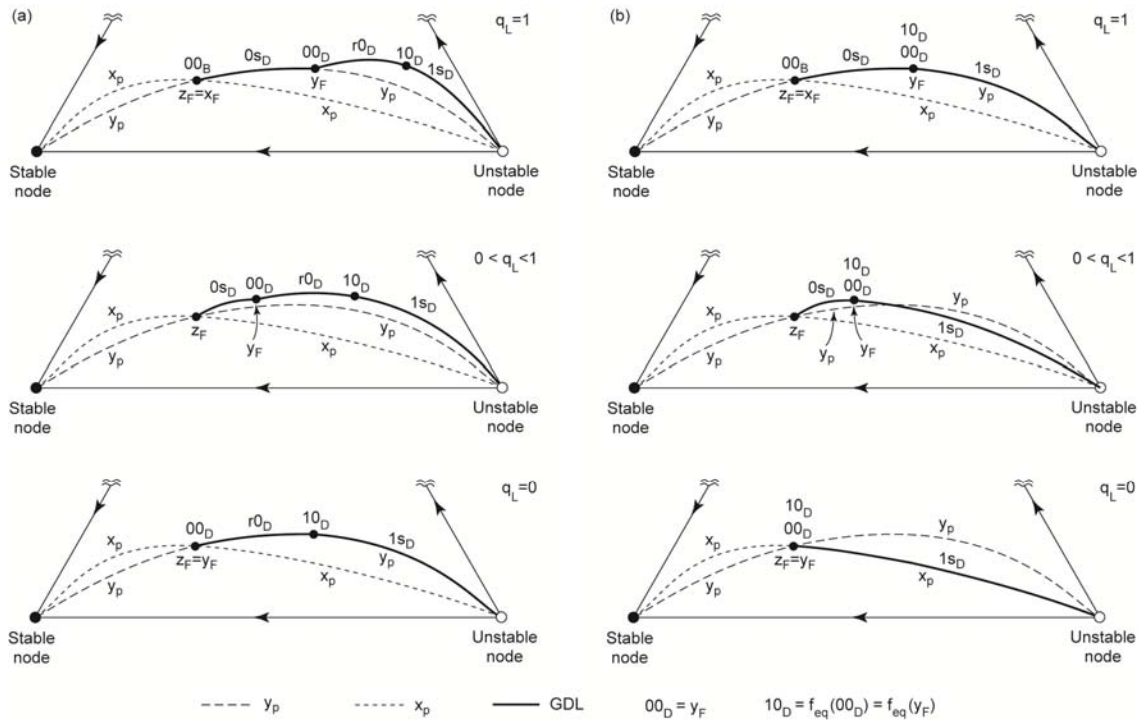 (a)
q_L=1
00_B
0s_D
00_D
r0_D
10_D
1s_D
x_p
z_F=x_F
y_F
y_p
y_p
x_p
Stable
node
Unstable
node
0 < q_L < 1
0s_D
00_D
r0_D
10_D
1s_D
x_p
z_F
y_p
y_F
y_p
x_p
Stable
node
Unstable
node
q_L=0
00_D
r0_D
10_D
1s_D
x_p
z_F=y_F
y_p
y_p
x_p
Stable
node
Unstable
node
(b)
q_L=1
10_D
00_B
0s_D
00_D
1s_D
x_p
z_F=x_F
y_F
y_p
y_p
x_p
Stable
node
Unstable
node
0 < q_L < 1
10_D
0s_D
00_D
y_p
x_p
z_F
1s_D
y_p
y_p
y_F
x_p
Stable
node
Unstable
node
q_L=0
10_D
00_D
y_p
x_p
z_F=y_F
1s_D
y_p
x_p
Stable
node
Unstable
node
y_p
x_p
GDL
00_D = y_F
10_D = f_eq(00_D) = f_eq(y_F)